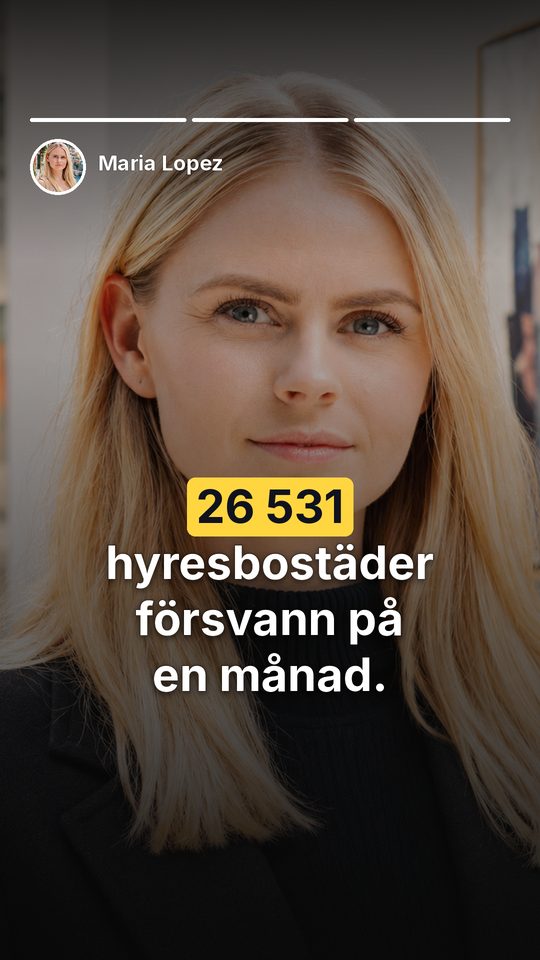 Maria Lopez
26 531
hyresbostäder
försvann på
en månad.